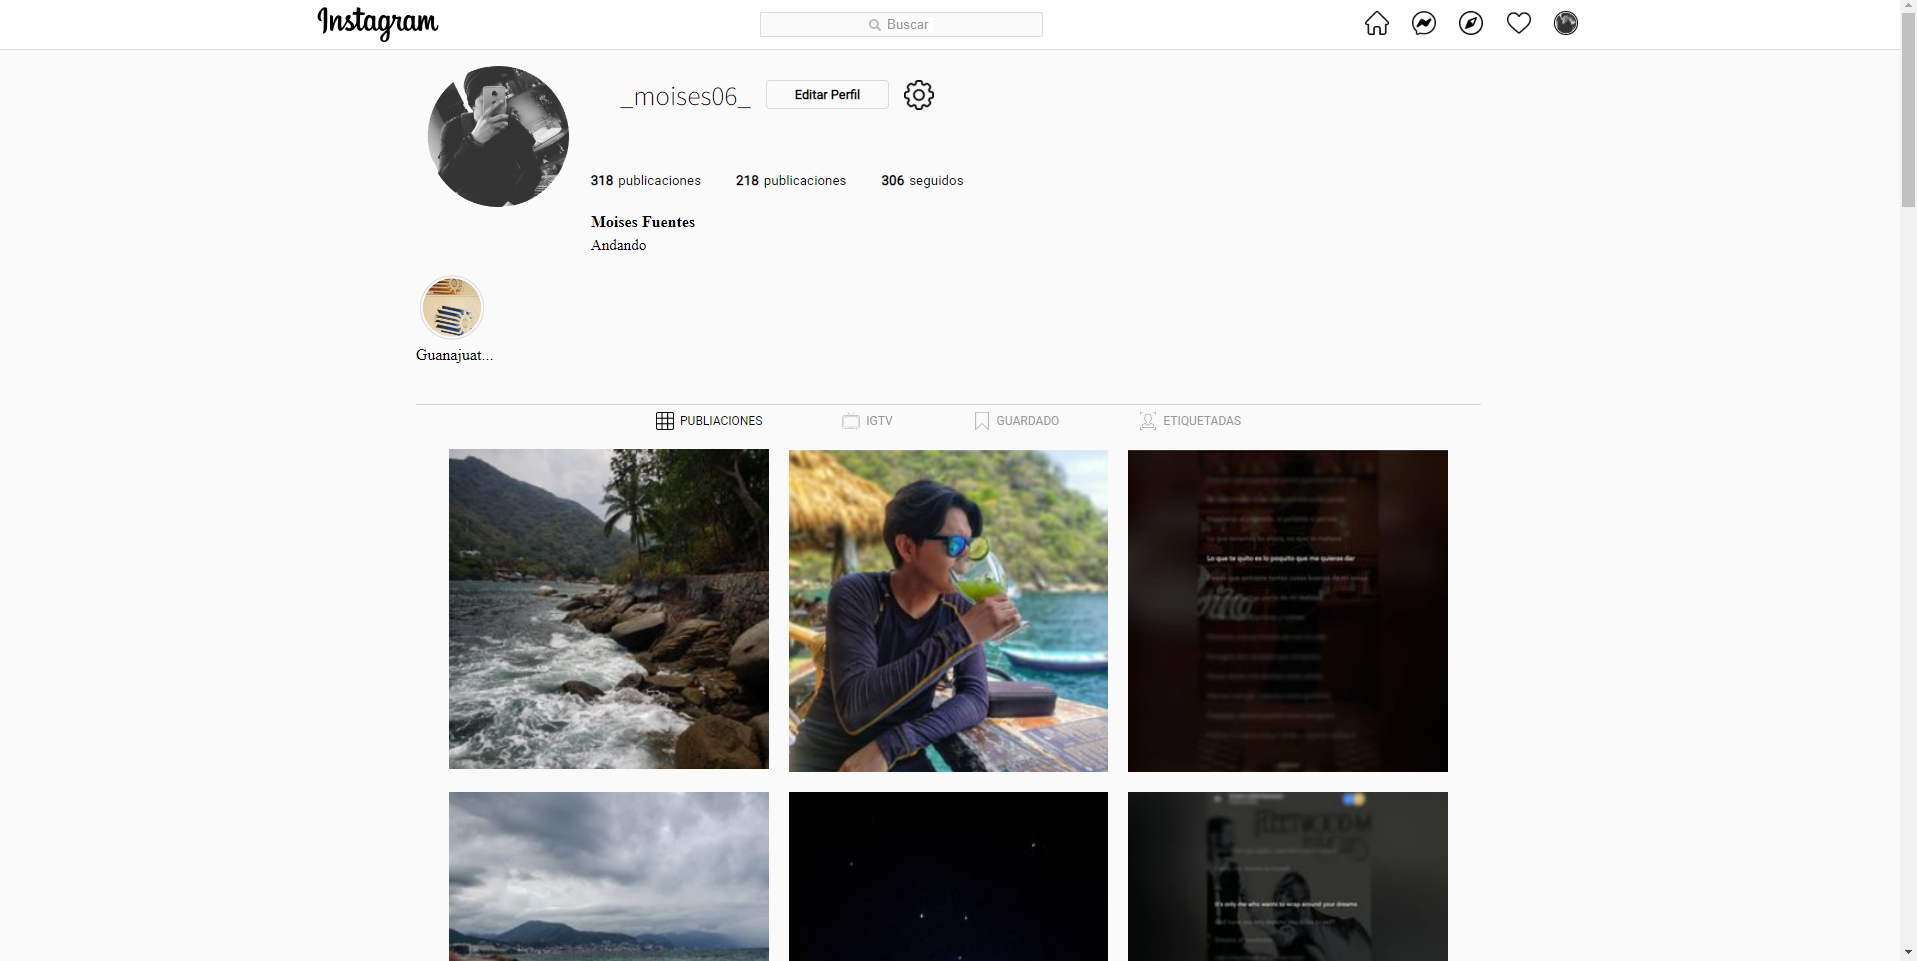 Instagram
Buscar
_moises06_
Editar Perfil
318 publicaciones
218 publicaciones
306 seguidos
Moises Fuentes
Andando
Guanajuat...
PUBLIACIONES
IGTV
GUARDADO
ETIQUETADAS
Lo que te quito es lo poquito que me quieras dar
FLEETWOOD M
It's only me who wants to wrap around your dreams